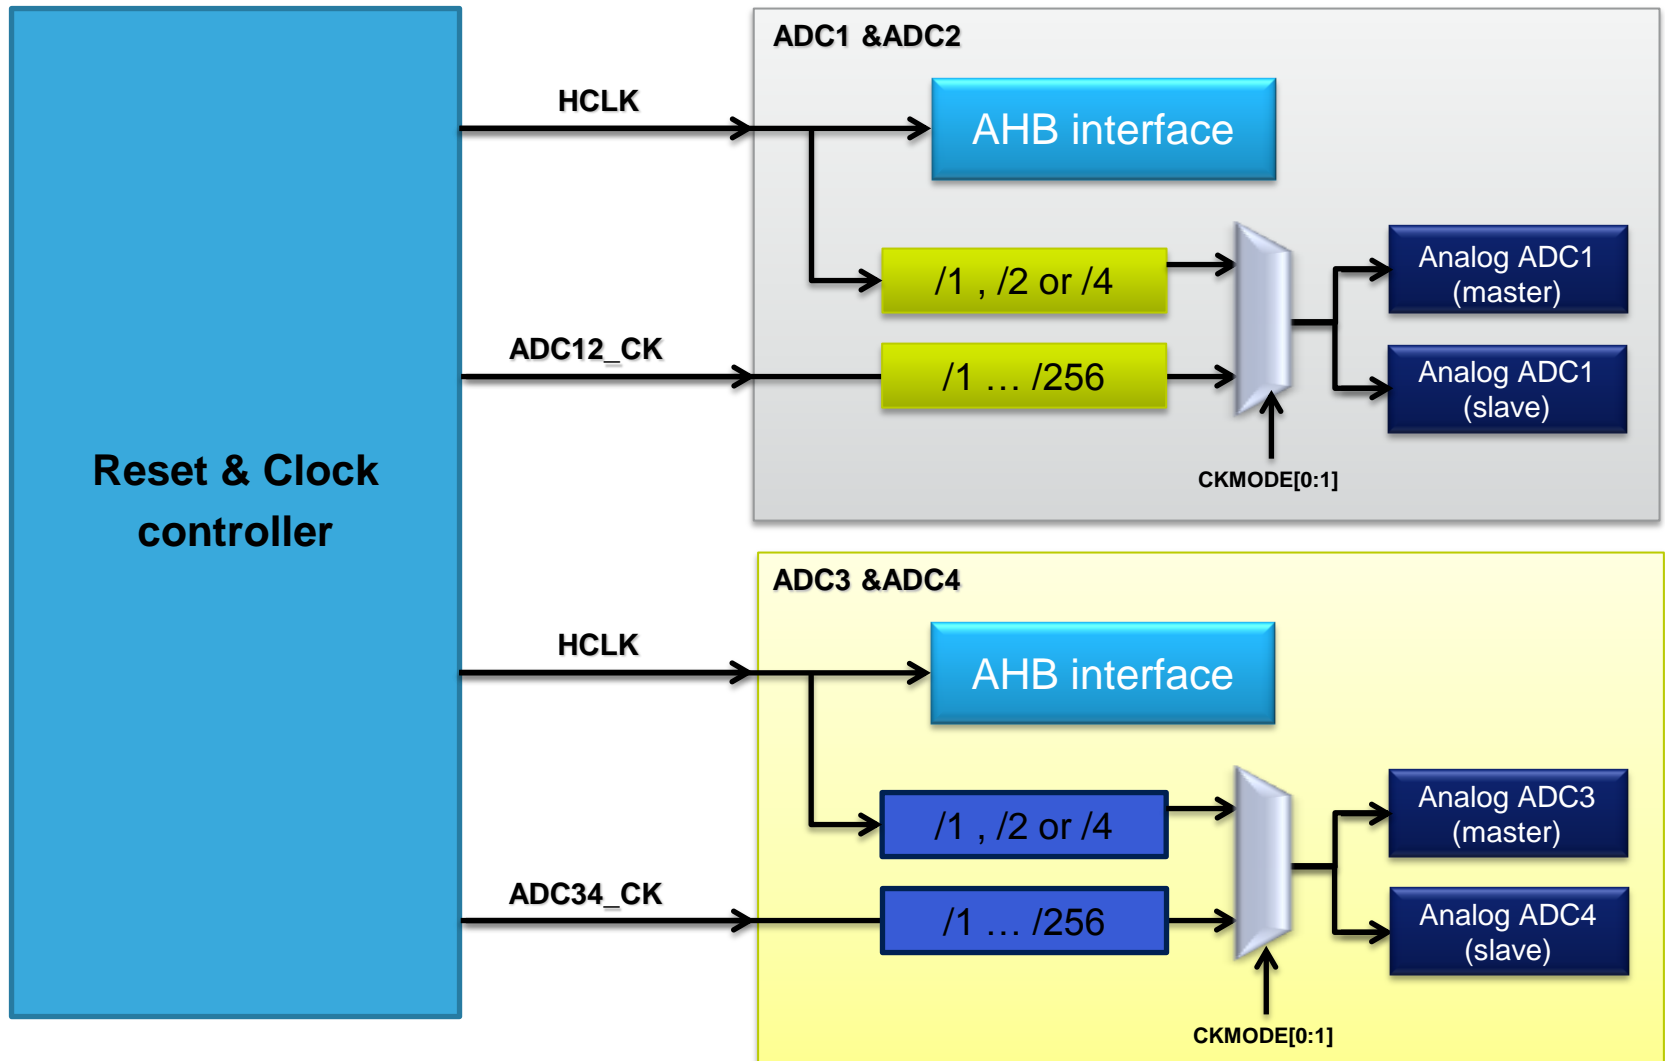 Reset & Clock
controller
ADC1 &ADC2
HCLK
AHB interface
/1 , /2 or /4
ADC12_CK
/1 ... /256
CKMODE[0:1]
Analog ADC1
(master)
Analog ADC1
(slave)
ADC3 &ADC4
HCLK
AHB interface
/1 , /2 or /4
ADC34_CK
/1 ... /256
CKMODE[0:1]
Analog ADC3
(master)
Analog ADC4
(slave)